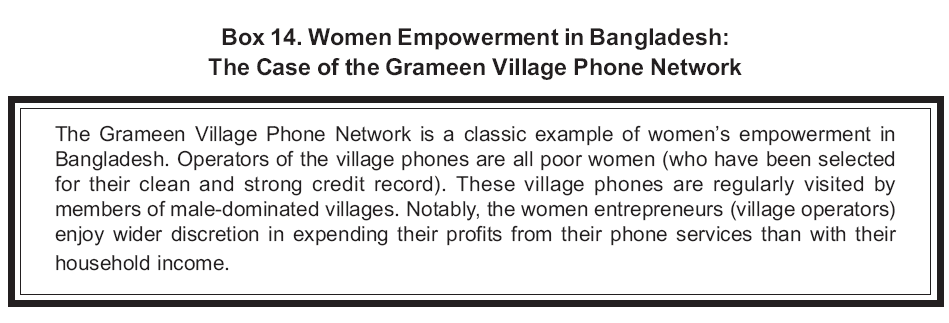 Box 14. Women Empowerment in Bangladesh:
The Case of the Grameen Village Phone Network
The Grameen Village Phone Network is a classic example of women’s empowerment in
Bangladesh. Operators of the village phones are all poor women (who have been selected
for their clean and strong credit record). These village phones are regularly visited by
members of male-dominated villages. Notably, the women entrepreneurs (village operators)
enjoy wider discretion in expending their profits from their phone services than with their
household income.